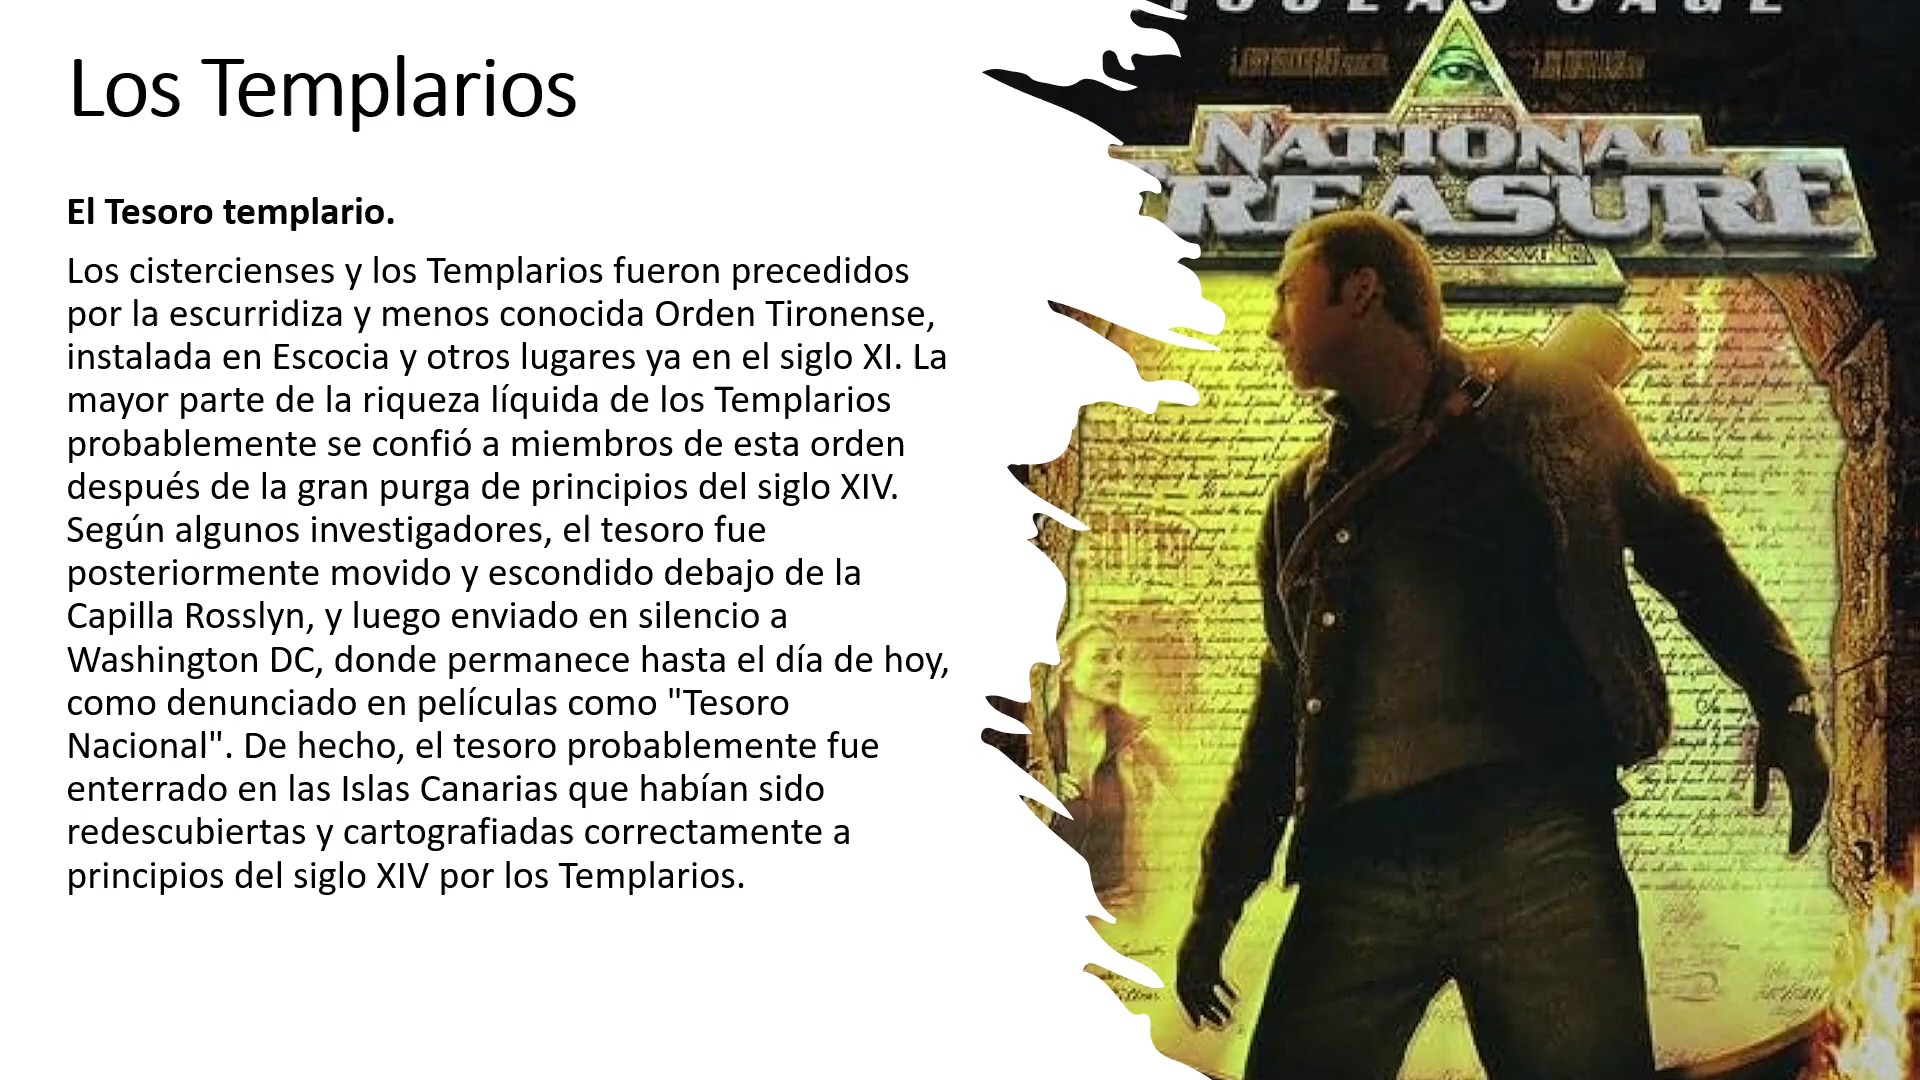 Los Templarios
El Tesoro templario.
Los cistercienses y los Templarios fueron precedidos
por la escurridiza y menos conocida Orden Tironense,
instalada en Escocia y otros lugares ya en el siglo XI. La
mayor parte de la riqueza líquida de los Templarios
probablemente se confió a miembros de esta orden
después de la gran purga de principios del siglo XIV.
Según algunos investigadores, el tesoro fue
posteriormente movido y escondido debajo de la
Capilla Rosslyn, y luego enviado en silencio a
Washington DC, donde permanece hasta el día de hoy,
como denunciado en películas como "Tesoro
Nacional". De hecho, el tesoro probablemente fue
enterrado en las Islas Canarias que habían sido
redescubiertas y cartografiadas correctamente a
principios del siglo XIV por los Templarios.
NATIONAL
TREASURE